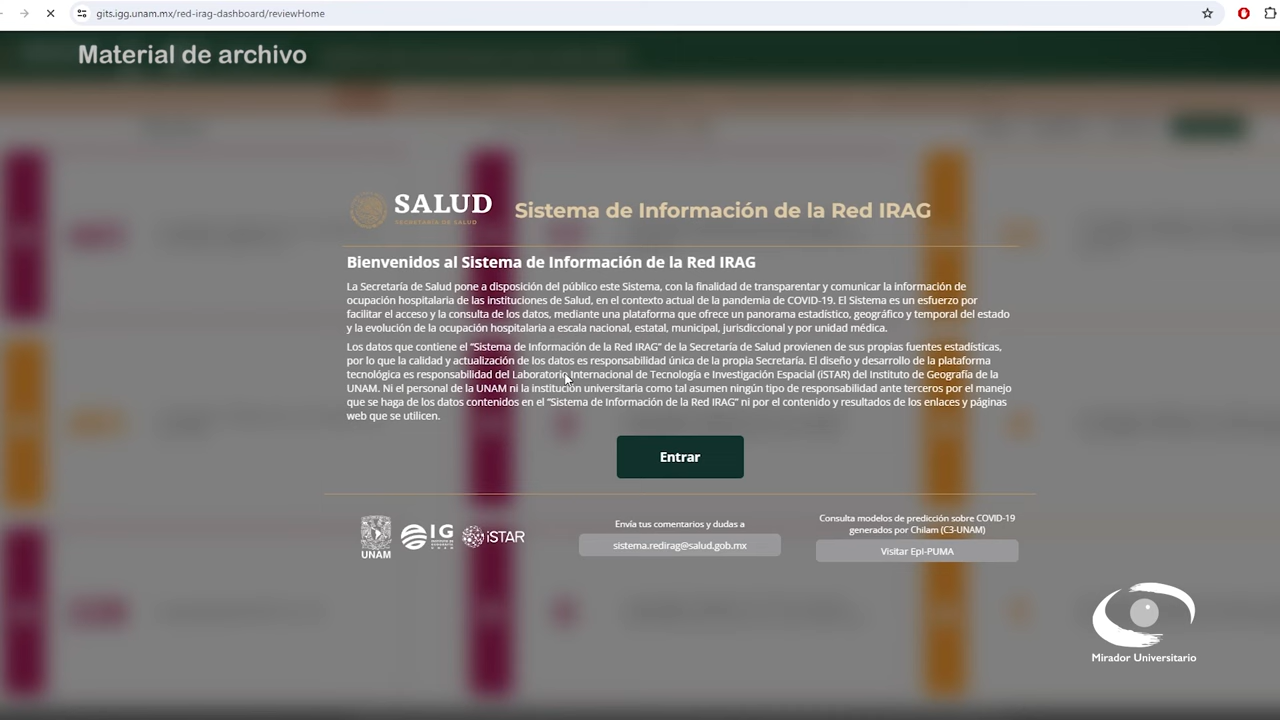 gits.igg.unam.mx/red-irag-dashboard/reviewHome
Material de archivo
SALUD
SECRETARÍA DE SALUD
Sistema de Información de la Red IRAG
Bienvenidos al Sistema de Información de la Red IRAG
La Secretaría de Salud pone a disposición del público este Sistema, con la finalidad de transparentar y comunicar la información de
ocupación hospitalaria de las instituciones de Salud, en el contexto actual de la pandemia de COVID-19. El Sistema es un esfuerzo por
facilitar el acceso y la consulta de los datos, mediante una plataforma que ofrece un panorama estadístico, geográfico y temporal del estado
y la evolución de la ocupación hospitalaria a escala nacional, estatal, municipal, jurisdiccional y por unidad médica.
Los datos que contiene el "Sistema de Información de la Red IRAG" de la Secretaría de Salud provienen de sus propias fuentes estadísticas,
por lo que la calidad y actualización de los datos es responsabilidad única de la propia Secretaría. El diseño y desarrollo de la plataforma
tecnológica es responsabilidad del Laboratorio Internacional de Tecnología e Investigación Espacial (iSTAR) del Instituto de Geografía de la
UNAM. Ni el personal de la UNAM ni la institución universitaria como tal asumen ningún tipo de responsabilidad ante terceros por el manejo
que se haga de los datos contenidos en el "Sistema de Información de la Red IRAG" ni por el contenido y resultados de los enlaces y páginas
web que se utilicen.
Entrar
UNAM
IG
iSTAR
Envía tus comentarios y dudas a
sistema.redirag@salud.gob.mx
Consulta modelos de predicción sobre COVID-19
generados por Chilam (C3-UNAM)
Visitar Epi-PUMA
Mirador Universitario